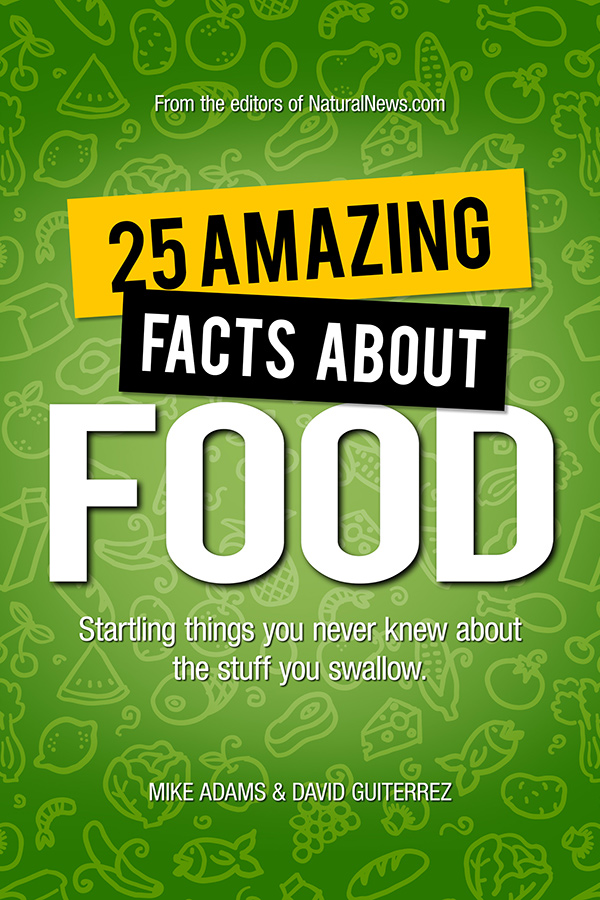 From the editors of NaturalNews.com
25 AMAZING
FACTS ABOUT
FOOD
Startling things you never knew about
the stuff you swallow.
MIKE ADAMS & DAVID GUITERREZ